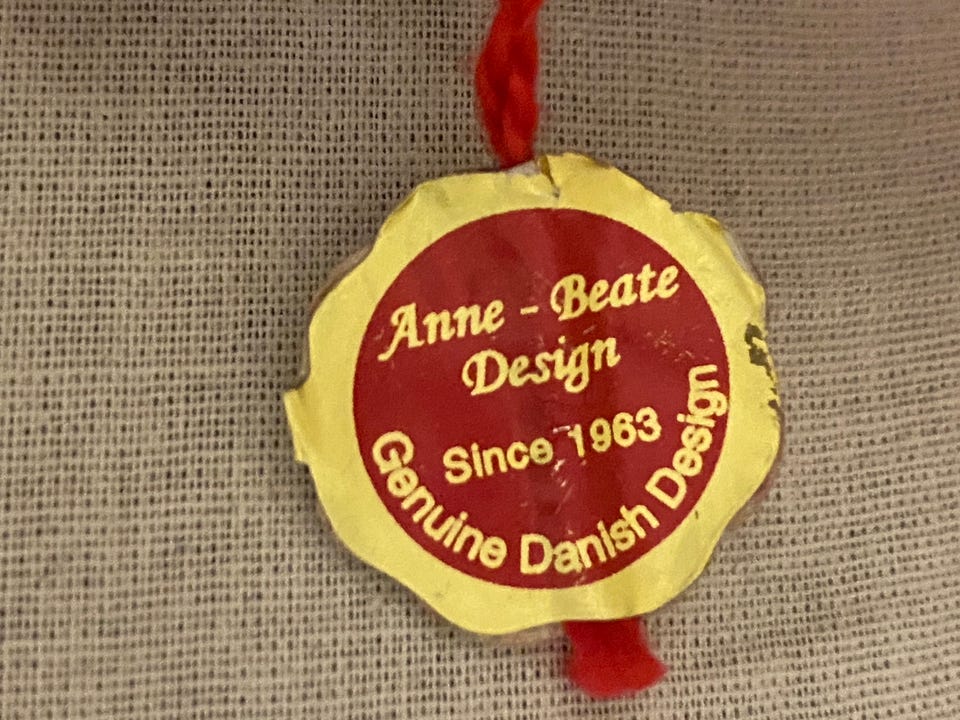 Anne - Beate
Design
Since 1963
Genuine Danish Design